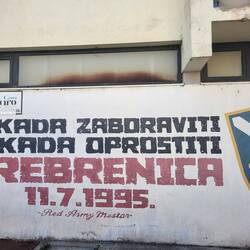 KADA ZABORAVITI
KADA OPROSTITI
REBRENICA
11.7.1995.
-Red Army Mostar-